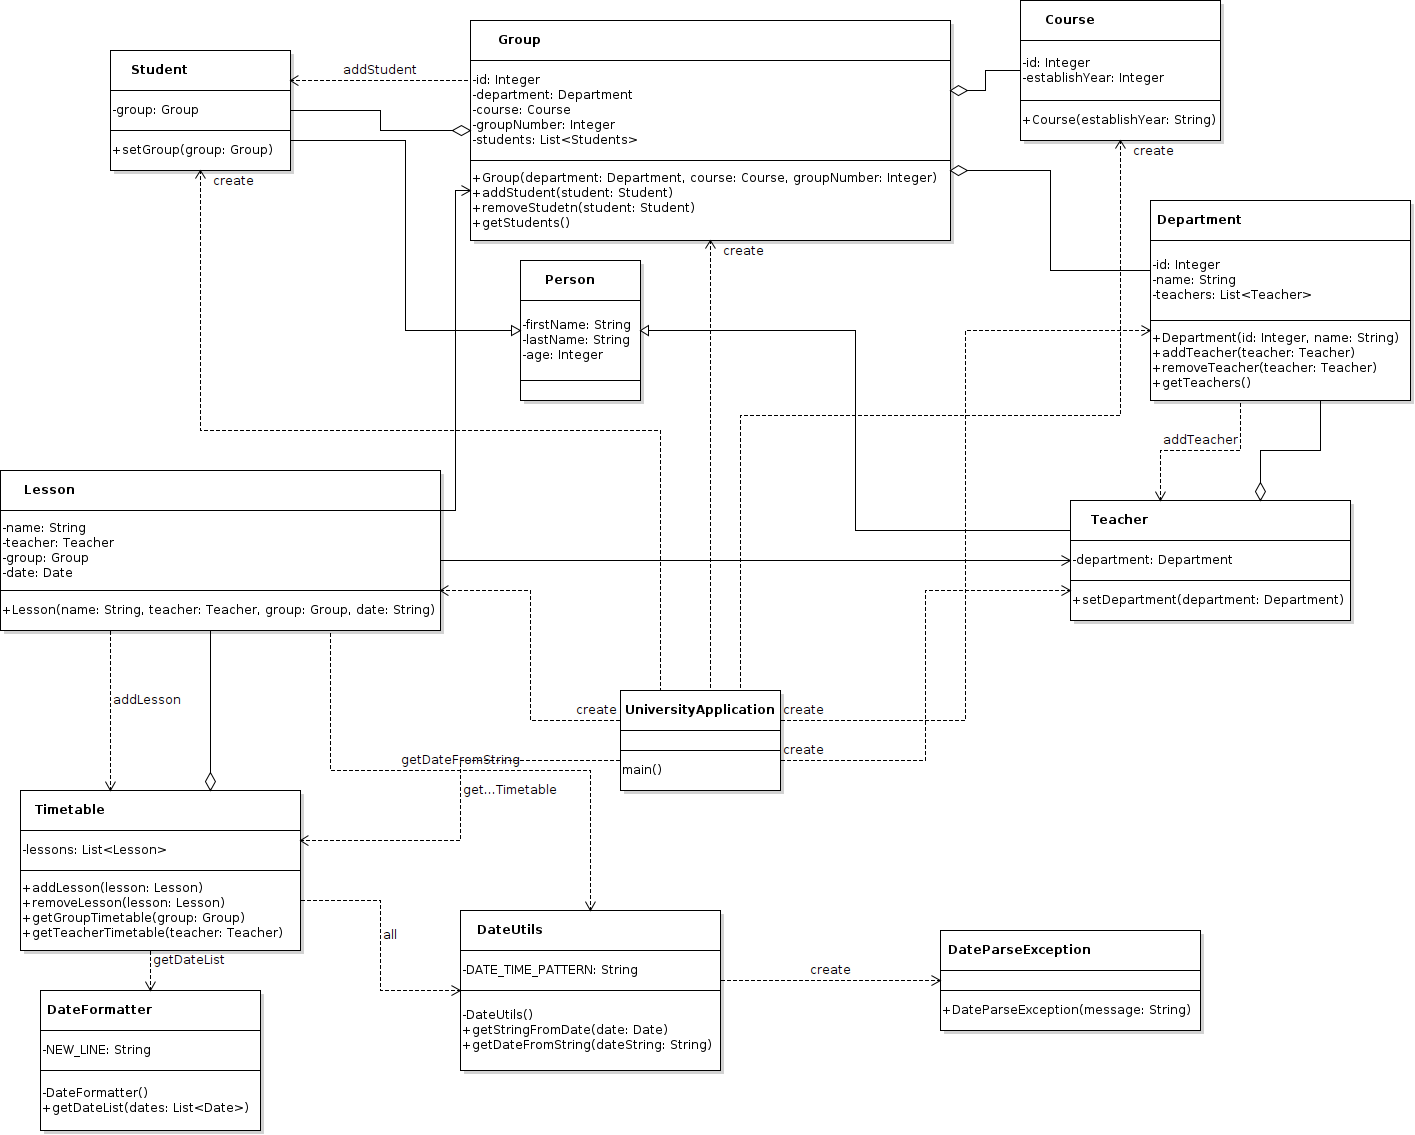 Course
-id: Integer
-establishYear: Integer
+Course(establishYear: String)
create
Group
-id: Integer
-department: Department
-course: Course
-groupNumber: Integer
-students: List<Students>
+Group(department: Department, course: Course, groupNumber: Integer)
+addStudent(student: Student)
+removeStudetn(student: Student)
+getStudents()
create
addStudent
Student
-group: Group
+setGroup(group: Group)
create
Department
-id: Integer
-name: String
-teachers: List<Teacher>
+Department(id: Integer, name: String)
+addTeacher(teacher: Teacher)
+removeTeacher(teacher: Teacher)
+getTeachers()
addTeacher
Person
-firstName: String
-lastName: String
-age: Integer
Lesson
-name: String
-teacher: Teacher
-group: Group
-date: Date
+Lesson(name: String, teacher: Teacher, group: Group, date: String)
Teacher
-department: Department
+setDepartment(department: Department)
addLesson
create
UniversityApplication
main()
create
create
getDateFromString
get...Timetable
Timetable
-lessons: List<Lesson>
+addLesson(lesson: Lesson)
+removeLesson(lesson: Lesson)
+getGroupTimetable(group: Group)
+getTeacherTimetable(teacher: Teacher)
all
getDateList
DateUtils
-DATE_TIME_PATTERN: String
-DateUtils()
+getStringFromDate(date: Date)
+getDateFromString(dateString: String)
create
DateParseException
+DateParseException(message: String)
DateFormatter
-NEW_LINE: String
-DateFormatter()
+getDateList(dates: List<Date>)